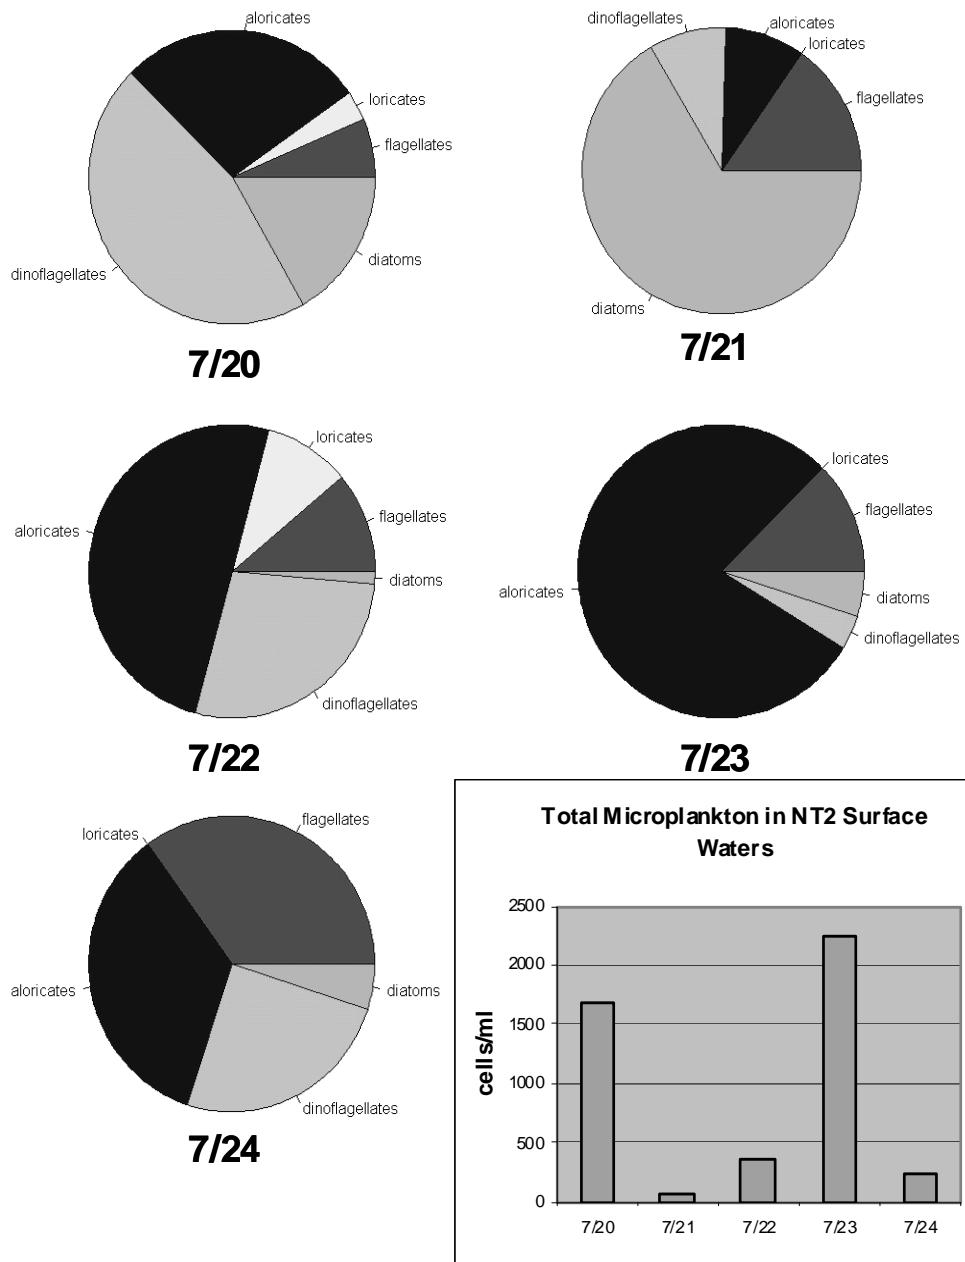 aloricates
loricates
flagellates
diatoms
dinoflagellates
7/20
dinoflagellates
aloricates
loricates
flagellates
diatoms
7/21
loricates
flagellates
aloricates
diatoms
dinoflagellates
7/22
loricates
flagellates
aloricates
diatoms
dinoflagellates
7/23
flagellates
loricates
aloricates
diatoms
dinoflagellates
7/24
Total Microplankton in NT2 Surface
Waters
cells/ml
2500
2000
1500
1000
500
0
7/20 7/21 7/22 7/23 7/24